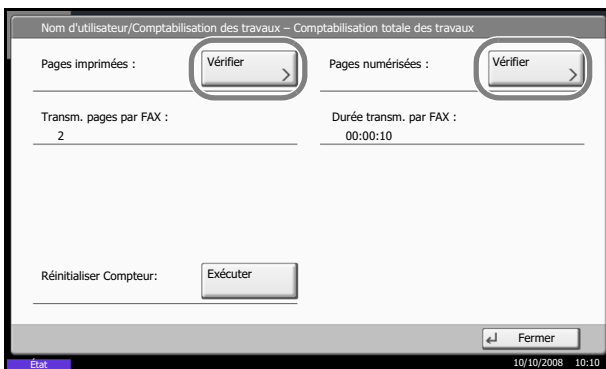 Nom d'utilisateur/Comptabilisation des travaux – Comptabilisation totale des travaux
Pages imprimées :
Vérifier
Pages numérisées :
Vérifier
Transm. pages par FAX :
2
Durée transm. par FAX :
00:00:10
Réinitialiser Compteur:
Exécuter
Fermer
État
10/10/2008 10:10